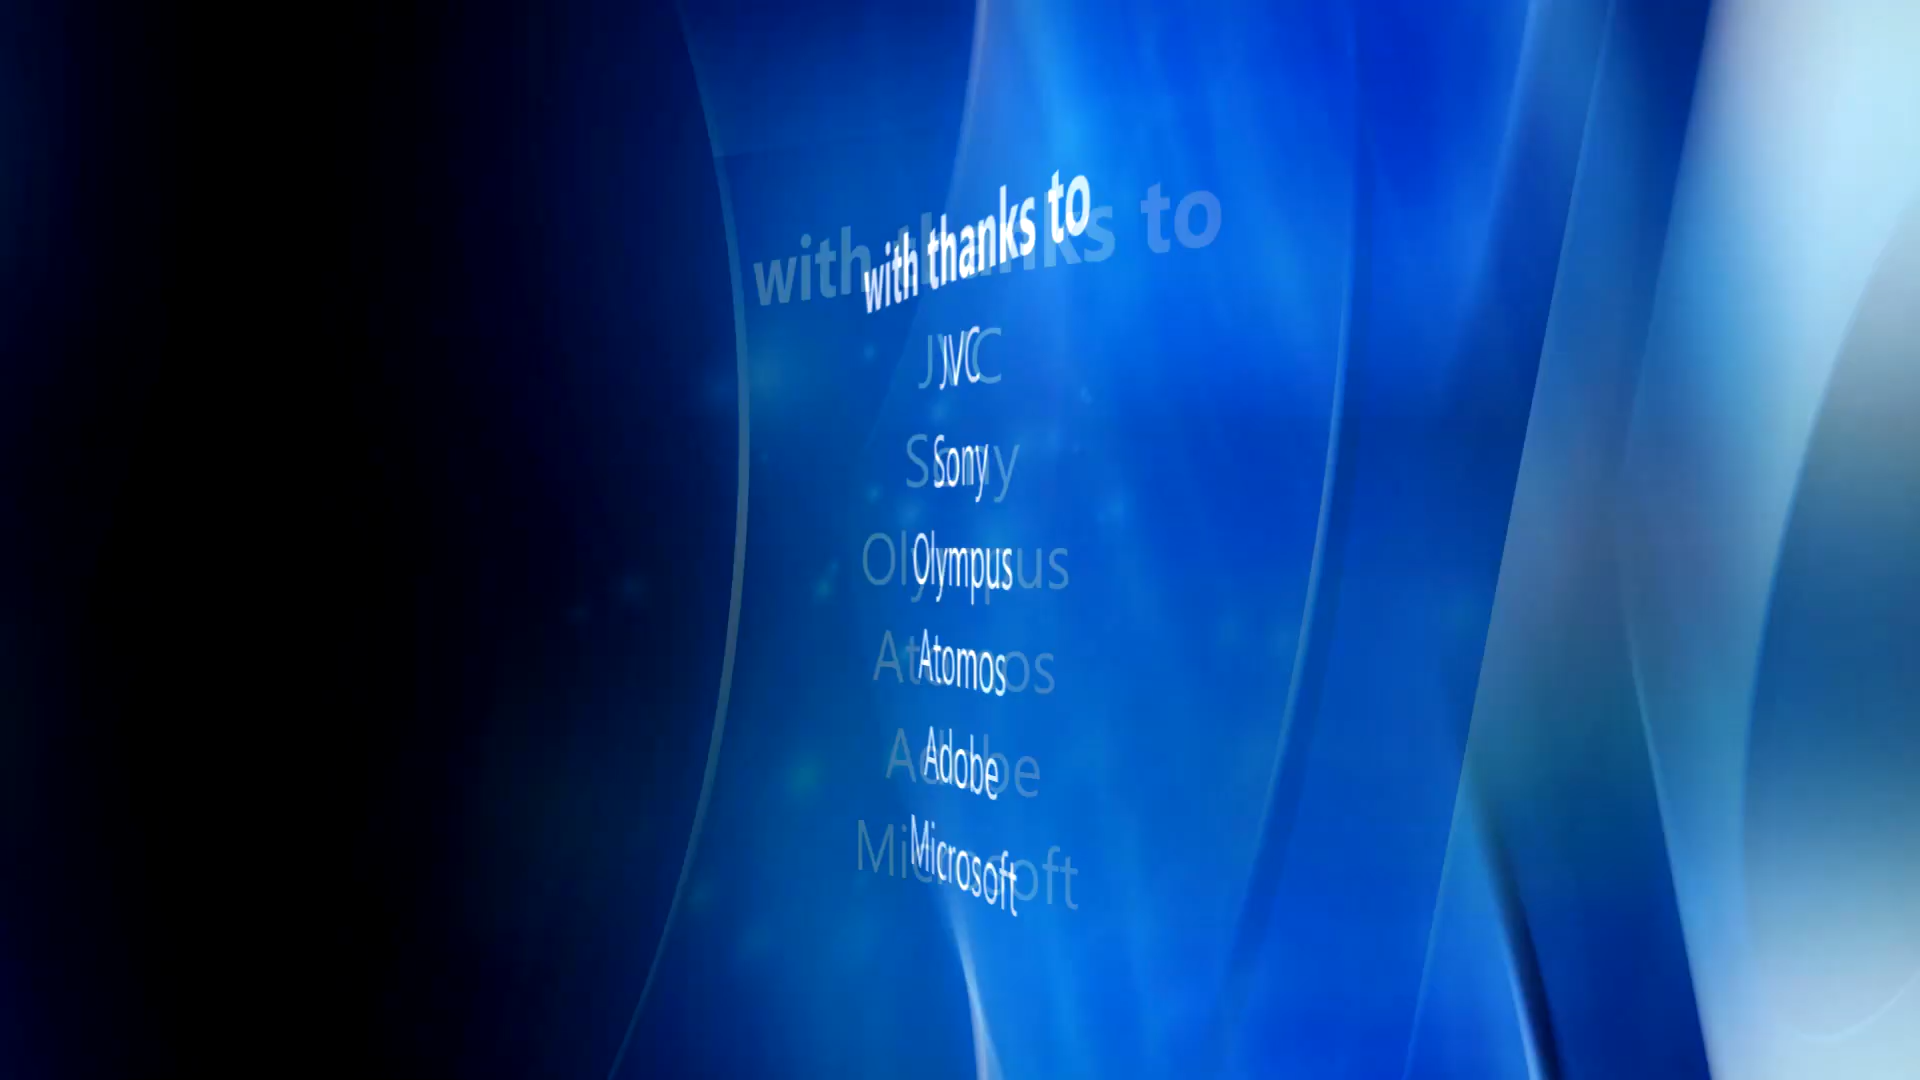 with thanks to
JVC
Sony
Olympus
Atomos
Adobe
Microsoft